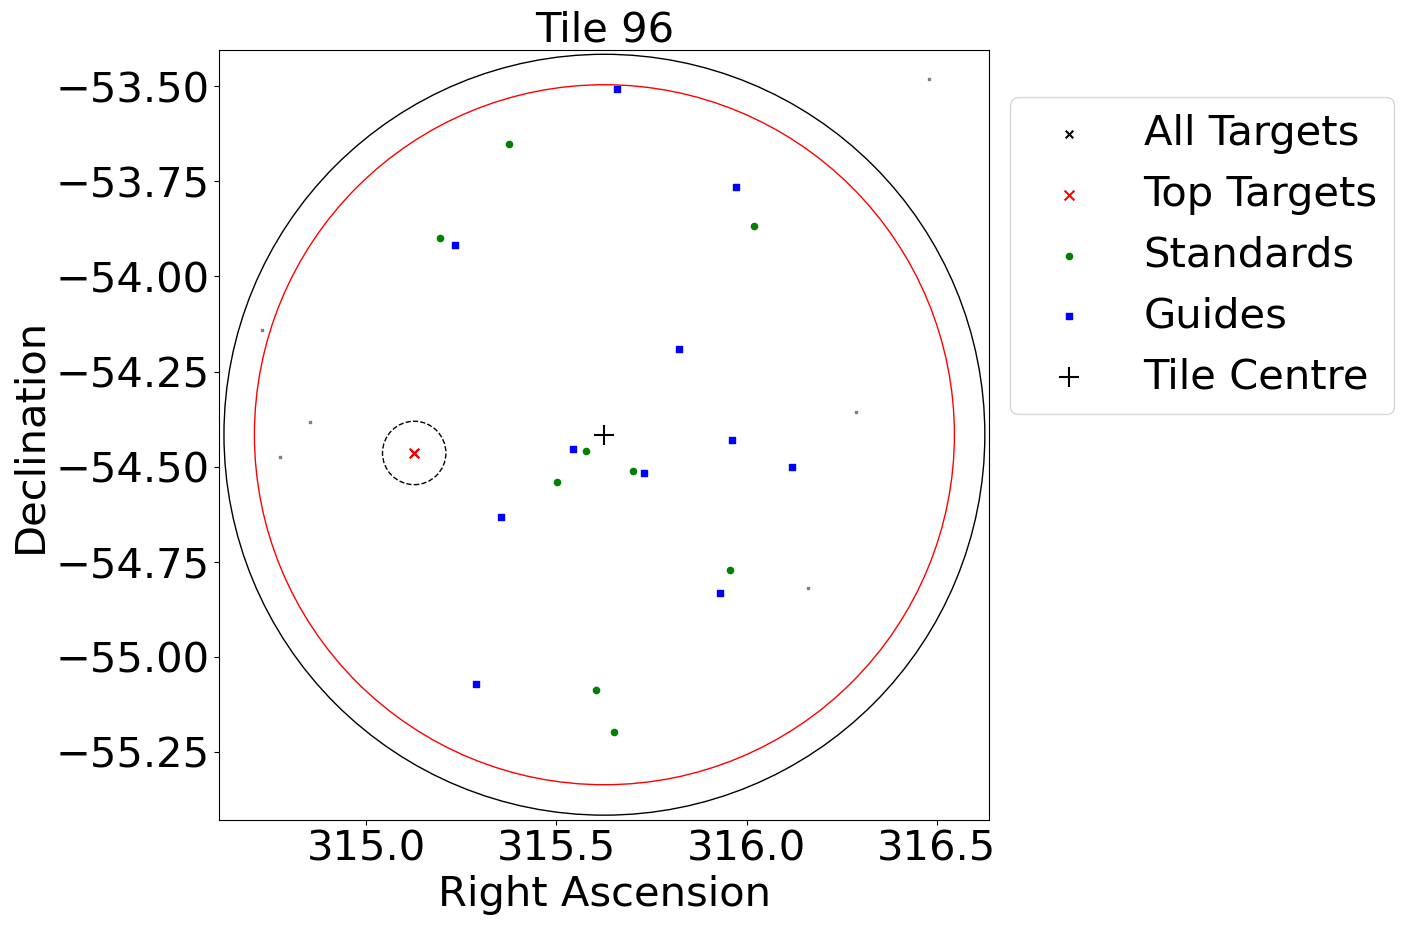 Tile 96
−53.50
−53.75
−54.00
−54.25
−54.50
−54.75
−55.00
−55.25
Declination
315.0
315.5
316.0
316.5
Right Ascension
All Targets
Top Targets
Standards
Guides
Tile Centre